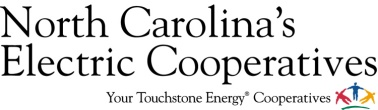 North Carolina's
Electric Cooperatives
Your Touchstone Energy® Cooperatives